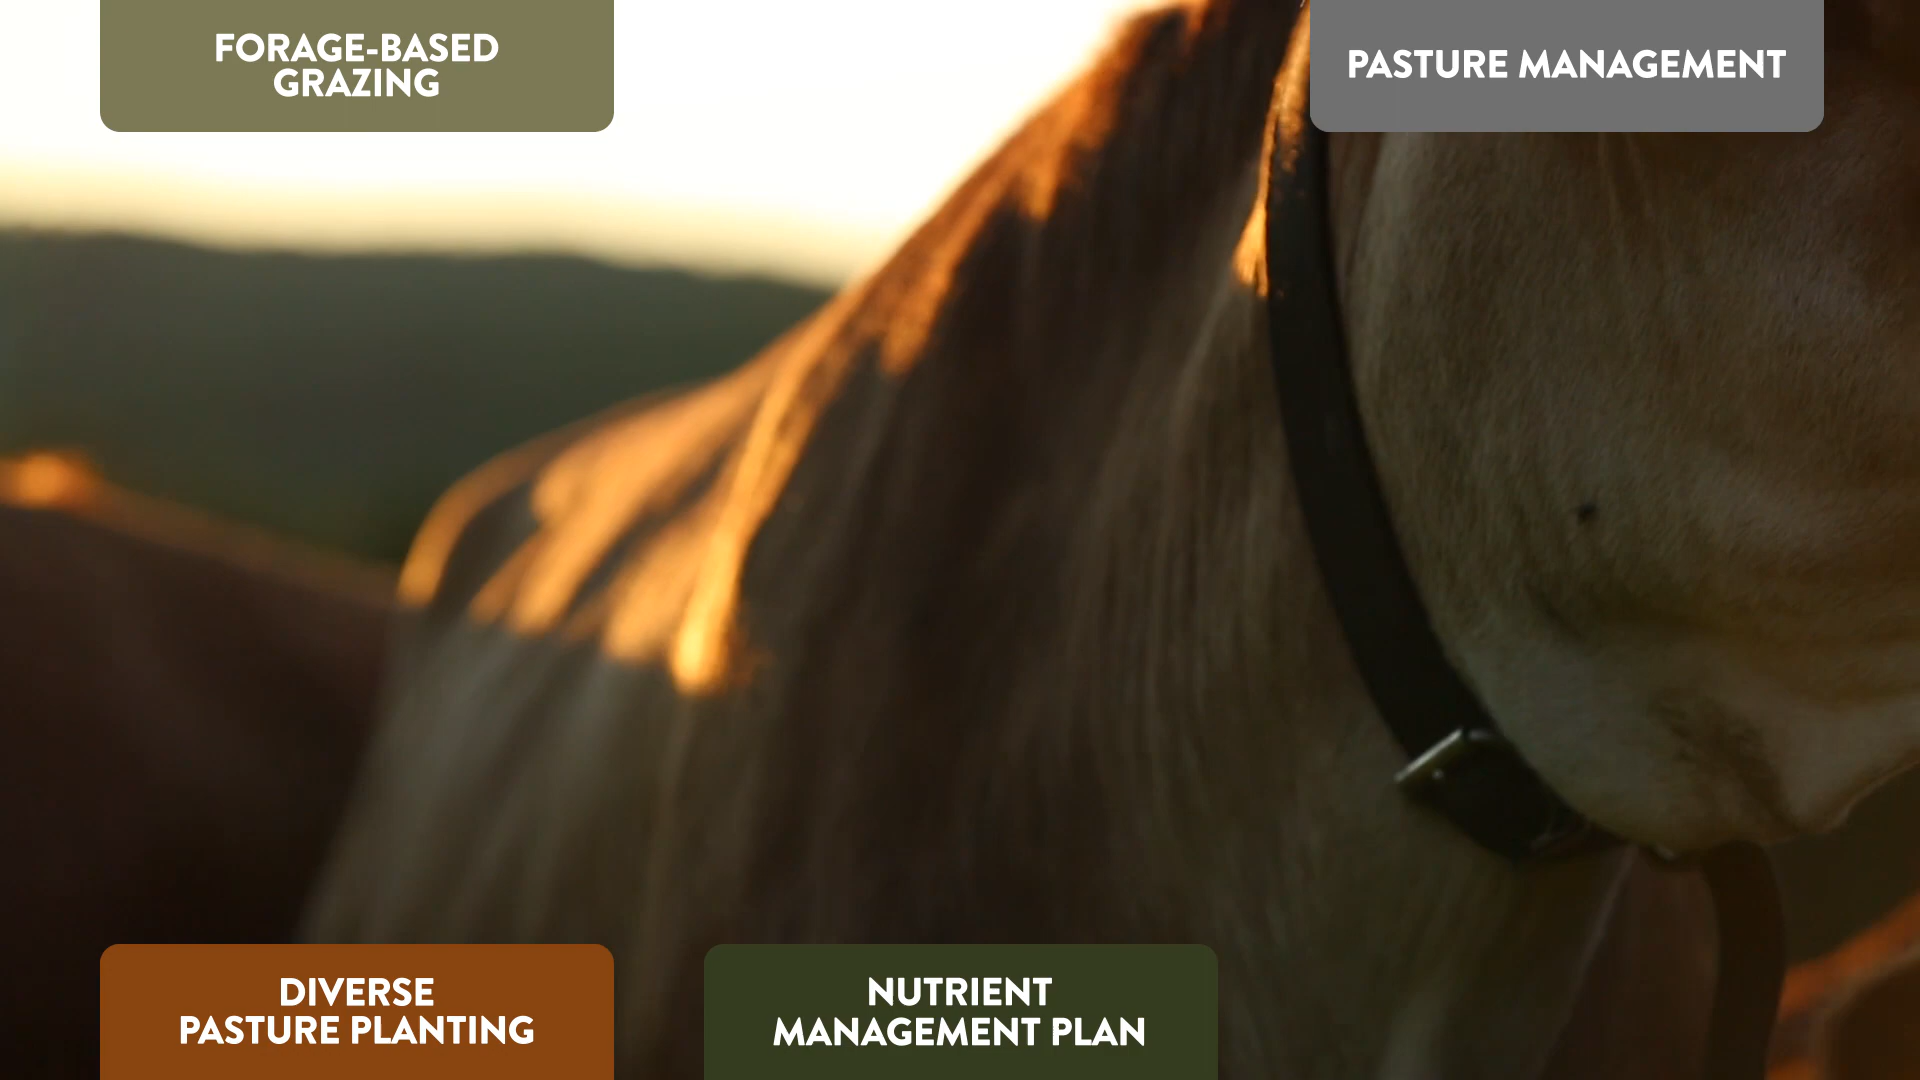 FORAGE-BASED
GRAZING
PASTURE MANAGEMENT
DIVERSE
PASTURE PLANTING
NUTRIENT
MANAGEMENT PLAN